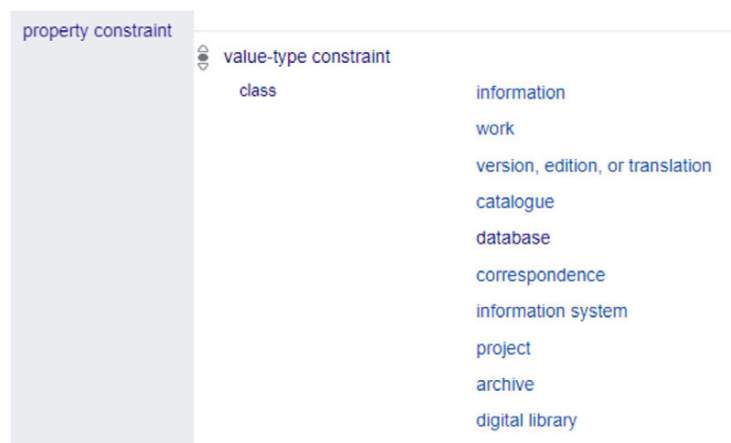 property constraint
value-type constraint
class
information
work
version, edition, or translation
catalogue
database
correspondence
information system
project
archive
digital library